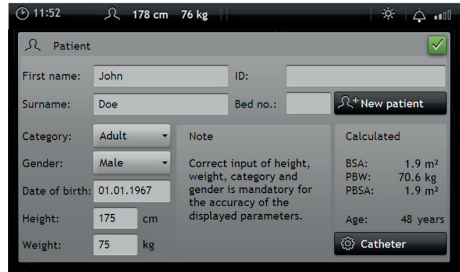 11:52 178 cm 76 kg
Patient
First name: John ID:
Surname: Doe Bed no.: New patient
Category: Adult Note Calculated
Gender: Male Correct input of height,
weight, category and
gender is mandatory for
the accuracy of the
displayed parameters.
BSA: 1.9 m²
PBW: 70.6 kg
PBSA: 1.9 m²
Date of birth: 01.01.1967
Height: 175 cm Age: 48 years
Weight: 75 kg Catheter